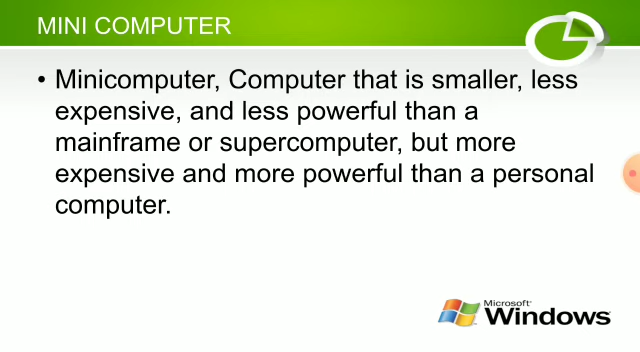 MINI COMPUTER
• Minicomputer, Computer that is smaller, less
expensive, and less powerful than a
mainframe or supercomputer, but more
expensive and more powerful than a personal
computer.
Microsoft
Windows